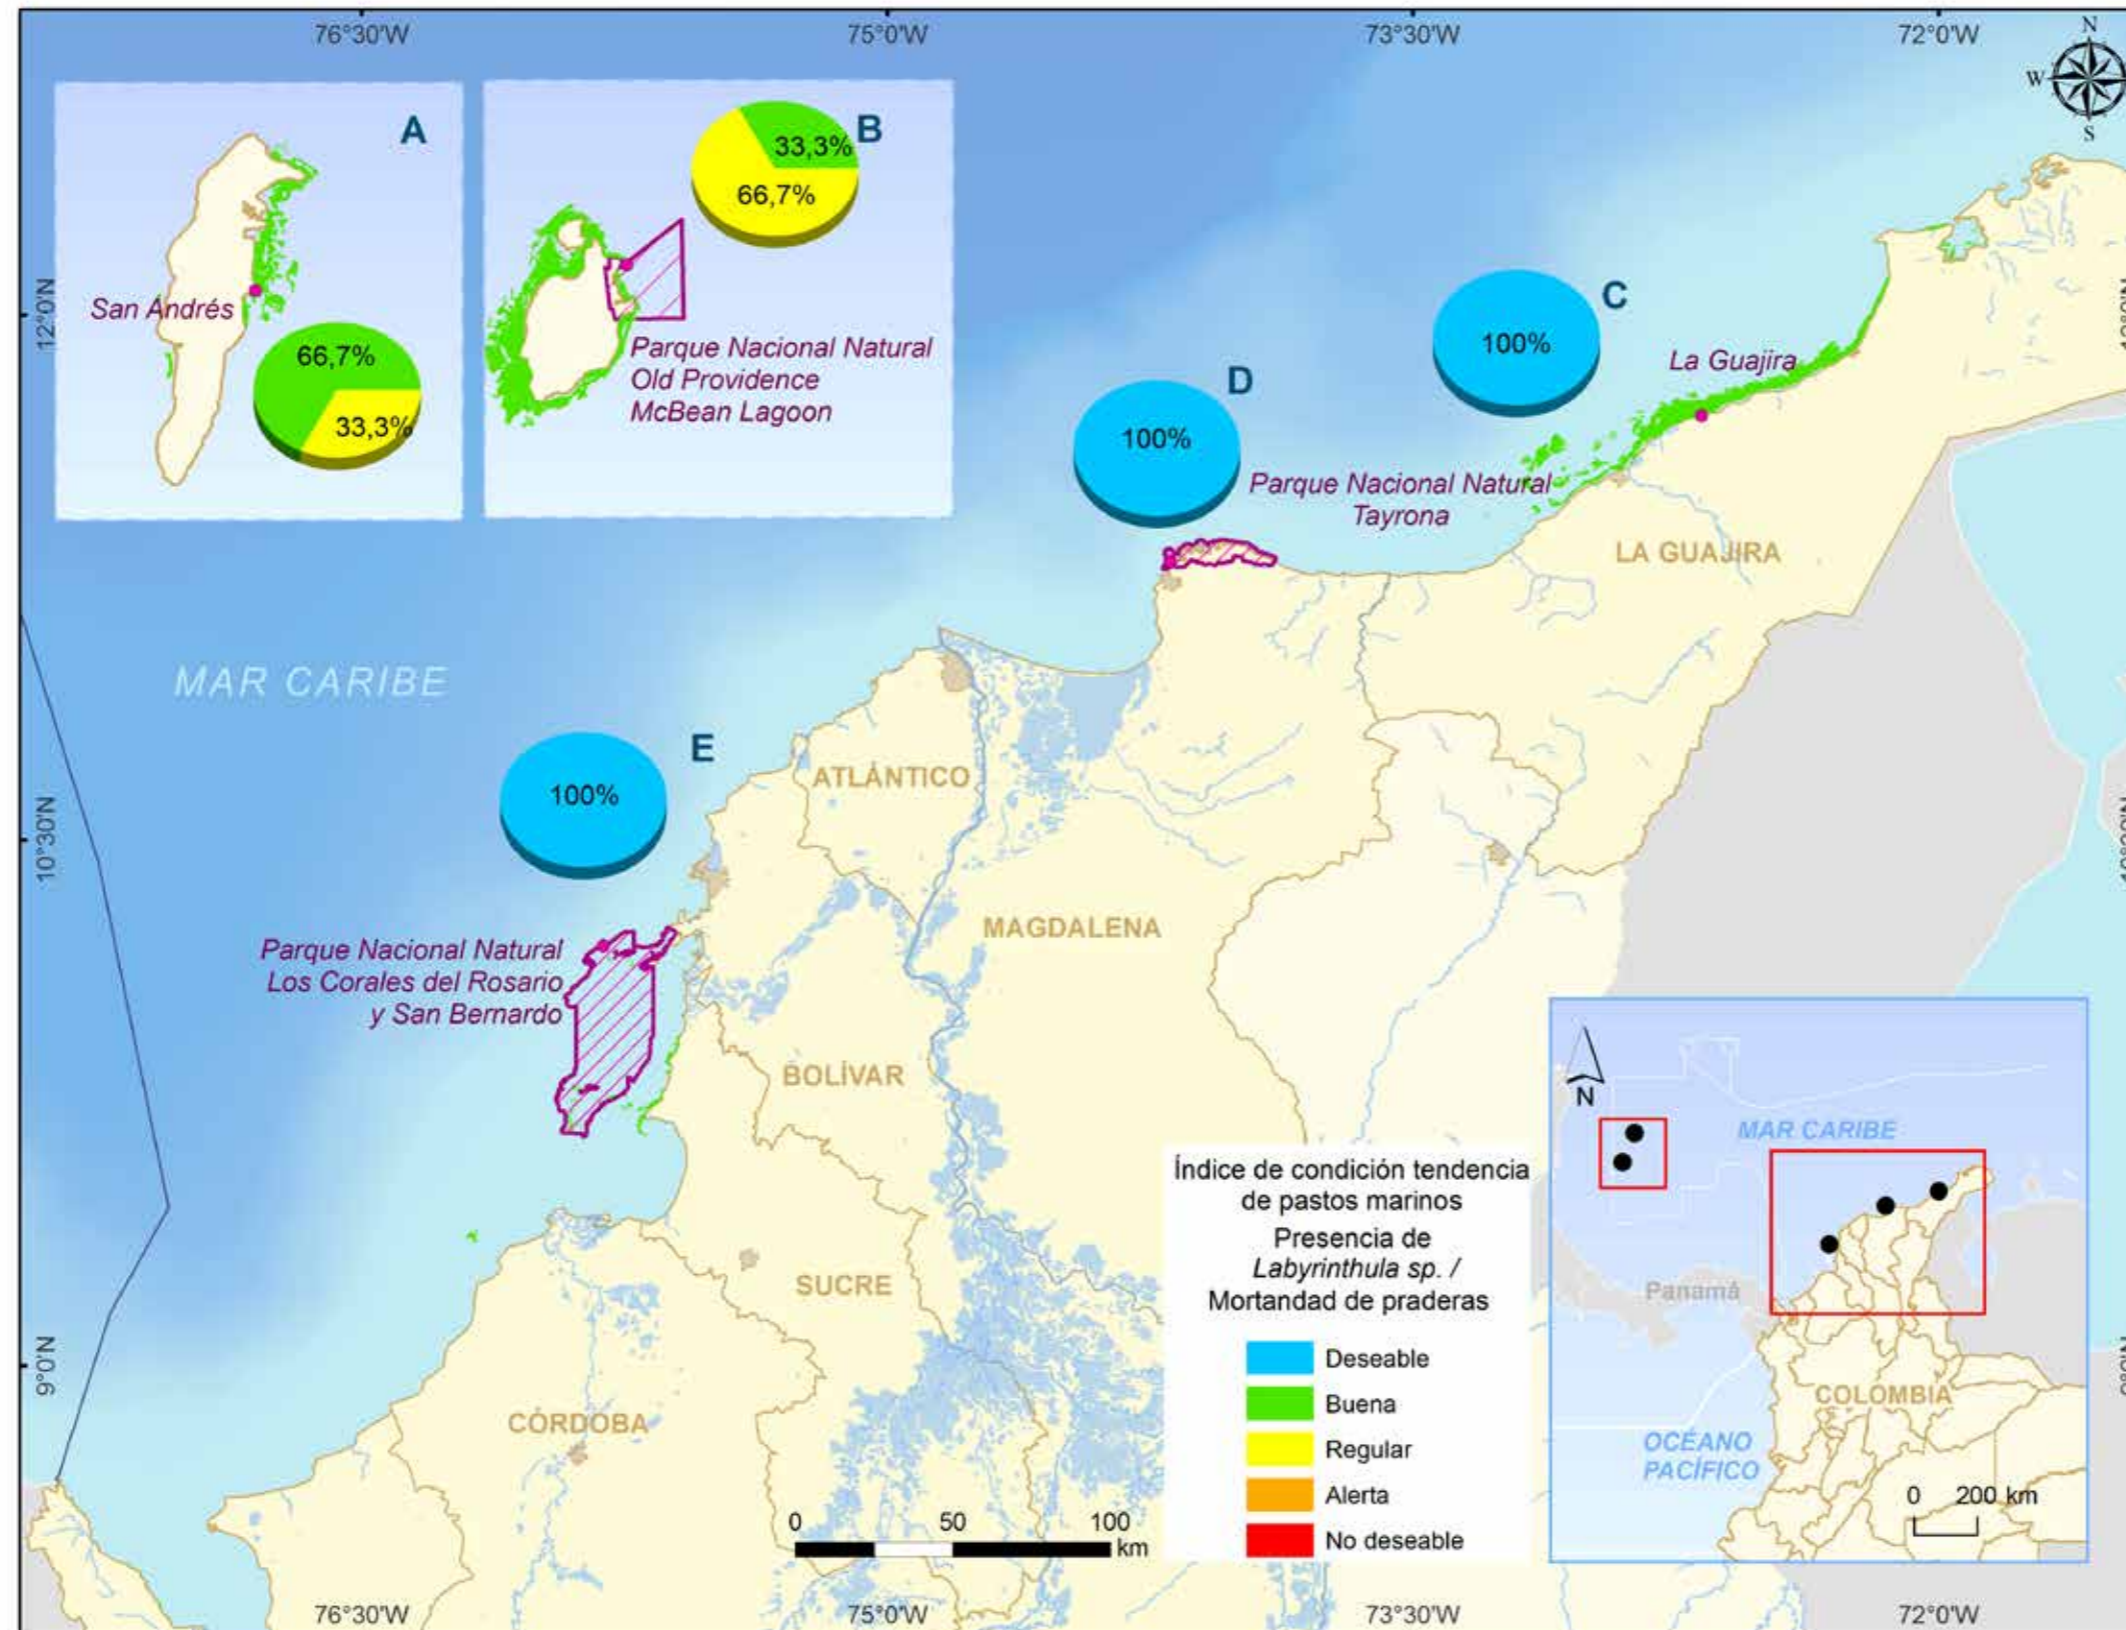 76°30'W
75°0'W
73°30'W
72°0'W
N
W
S
A
San Andrés
66,7%
33,3%
B
33,3%
66,7%
Parque Nacional Natural
Old Providence
McBean Lagoon
C
100%
La Guajira
D
100%
Parque Nacional Natural
Tayrona
LA GUAJIRA
12°0'N
MAR CARIBE
E
100%
ATLÁNTICO
10°30'N
MAGDALENA
Parque Nacional Natural
Los Corales del Rosario
y San Bernardo
BOLÍVAR
SUCRE
9°0'N
CÓRDOBA
0 50 100
km
Índice de condición tendencia
de pastos marinos
Presencia de
Labyrinthula sp. /
Mortandad de praderas
Deseable
Buena
Regular
Alerta
No deseable
N
MAR CARIBE
Panamá
COLOMBIA
OCÉANO
PACÍFICO
0 200 km
76°30'W
75°0'W
73°30'W
72°0'W